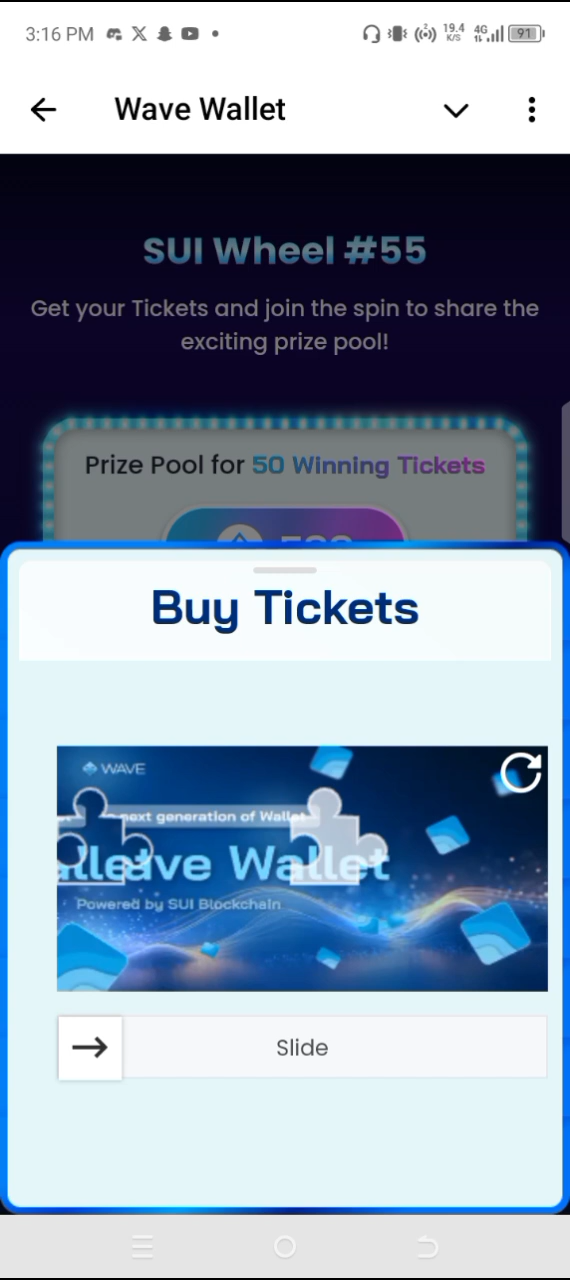 3:16 PM
19.4
K/S
4G
91
Wave Wallet
SUI Wheel #55
Get your Tickets and join the spin to share the
exciting prize pool!
Prize Pool for 50 Winning Tickets
Buy Tickets
WAVE
next generation of Wallet
Wallet
Powered by SUI Blockchain
Slide